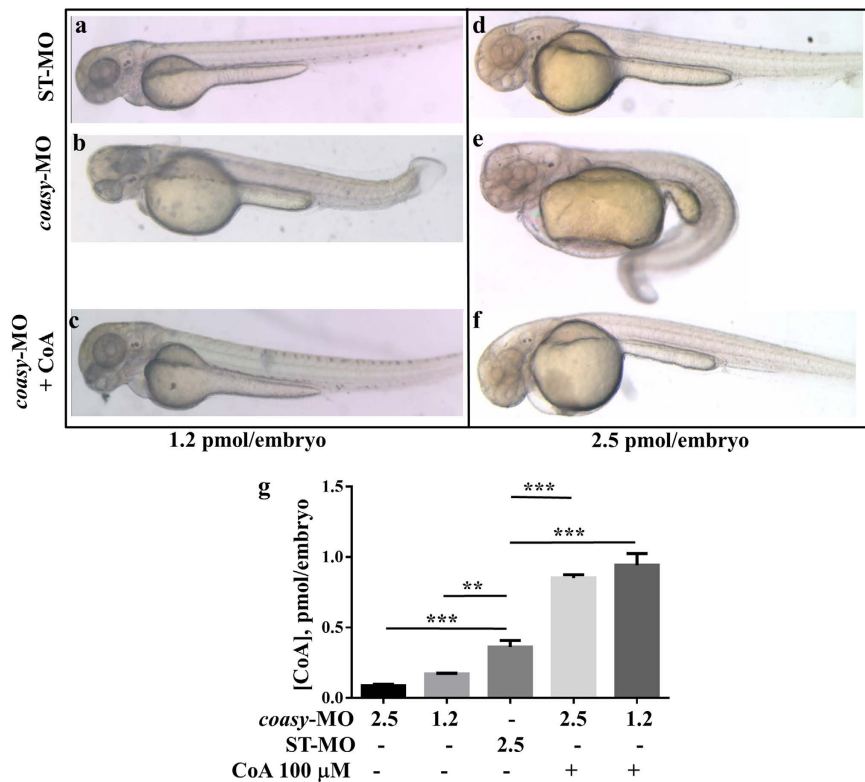 a
d
ST-MO
b
e
coasy-MO
c
f
coasy-MO
+ CoA
1.2 pmol/embryo
2.5 pmol/embryo
g
[CoA], pmol/embryo
1.5
1.0
0.5
0.0
***
***
**
***
coasy-MO 2.5 1.2 - 2.5 1.2
ST-MO - - 2.5 - -
CoA 100 µM - - - + +